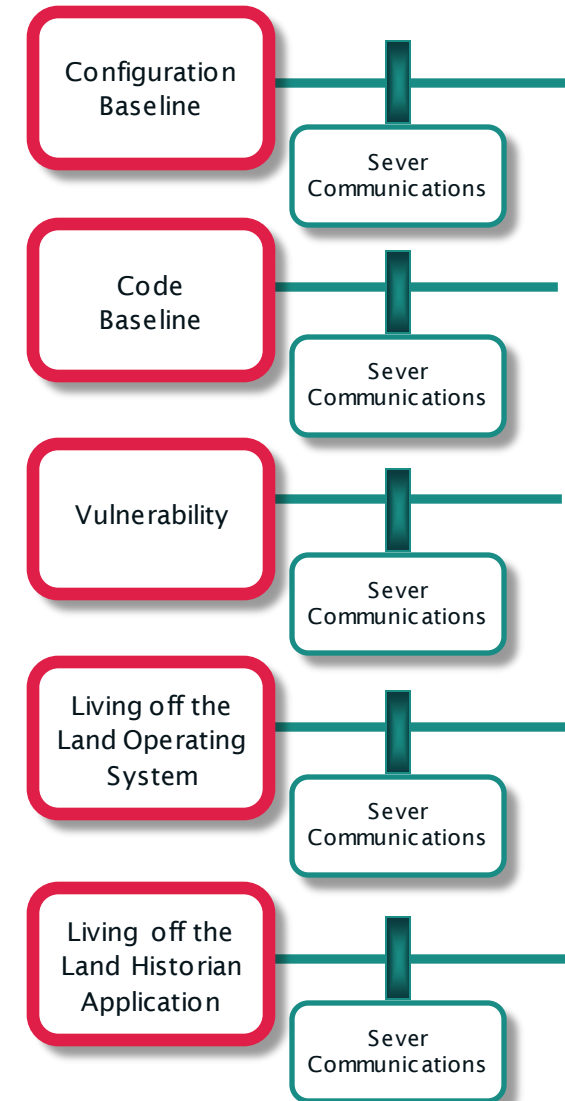 Configuration
Baseline
Sever
Communications
Code
Baseline
Sever
Communications
Vulnerability
Sever
Communications
Living off the
Land Operating
System
Sever
Communications
Living off the
Land Historian
Application
Sever
Communications